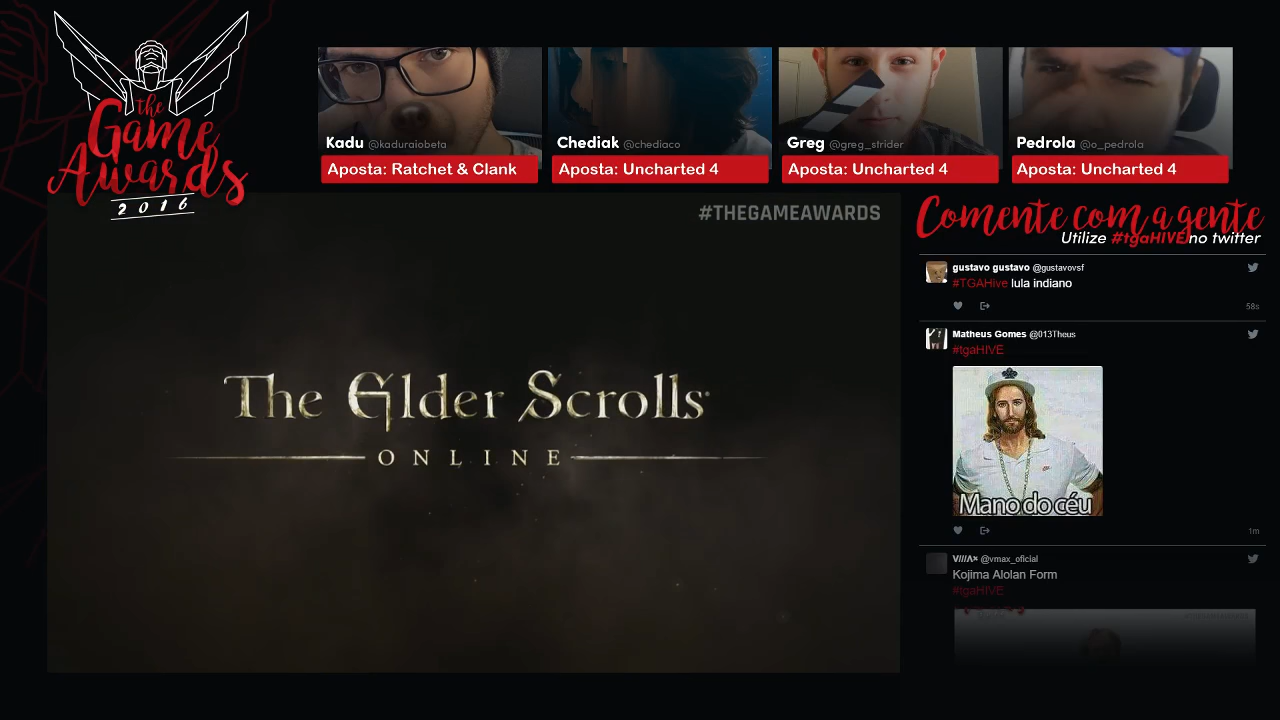 the
Game
Awards
2016
Kadu @kaduraiobeta
Aposta: Ratchet & Clank
Chediak @chediaco
Aposta: Uncharted 4
Greg @greg_strider
Aposta: Uncharted 4
Pedrola @o_pedrola
Aposta: Uncharted 4
#THEGAMEAWARDS
The Elder Scrolls
ONLINE
Comente com a gente
Utilize #tgaHIVE no twitter
gustavo gustavo @gustavovsf
#TGAHive lula indiano
58s
Matheus Gomes @013Theus
#tgaHIVE
Mano do céu
1m
V///Λ× @vmax_oficial
Kojima Alolan Form
#tgaHIVE